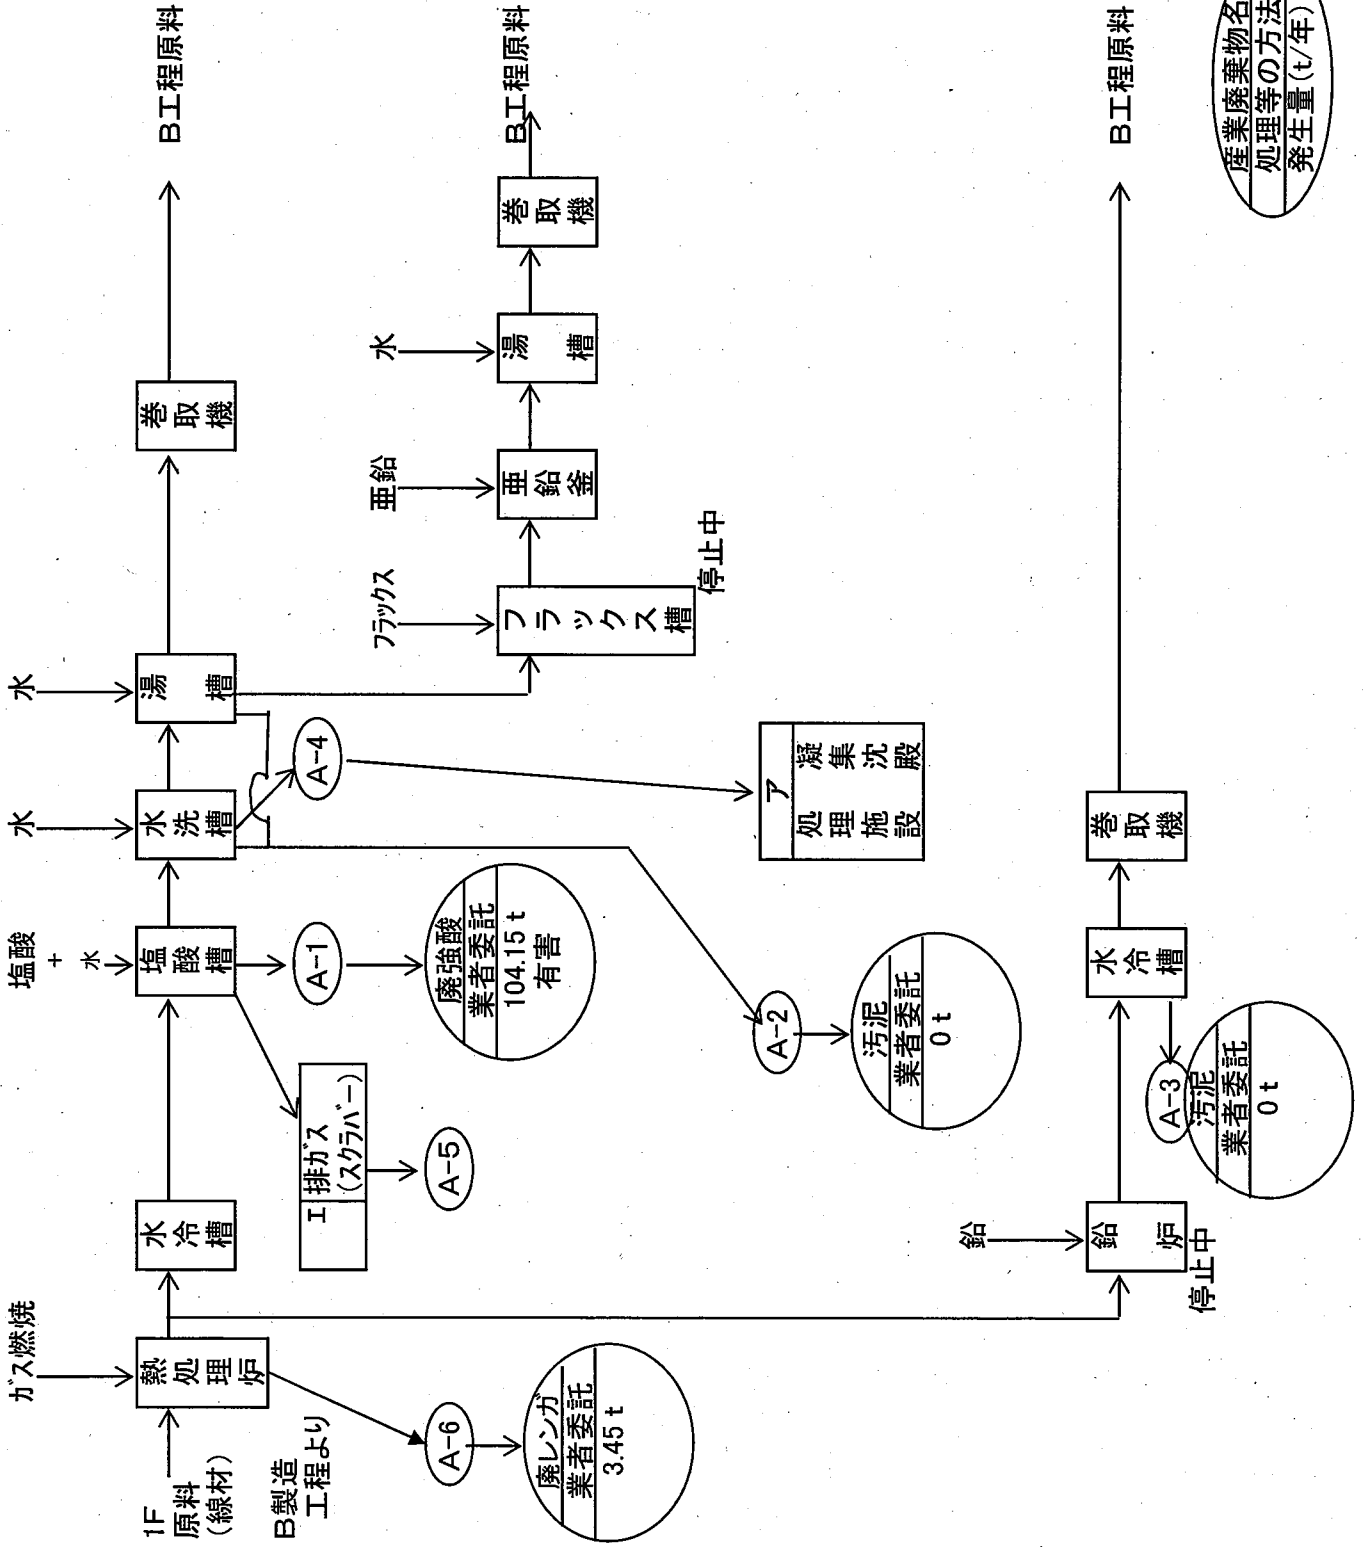 ガス燃焼
1F
原料
(線材)
B製造
工程より
熱処理炉
水冷槽
塩酸
+
水
塩酸槽
水
水洗槽
水
湯槽
巻取機
B工程原料
A-6
廃レンガ
業者委託
3.45 t
エ
排ガス
(スクラバー)
A-5
A-1
廃強酸
業者委託
104.15 t
有害
A-4
ア
凝集沈殿
処理施設
A-2
汚泥
業者委託
0 t
フラックス
フラックス槽
停止中
亜鉛
亜鉛釜
水
湯槽
巻取機
B工程原料
鉛
鉛炉
停止中
水冷槽
A-3
汚泥
業者委託
0 t
巻取機
B工程原料
産業廃棄物名
処理等の方法
発生量(t/年)